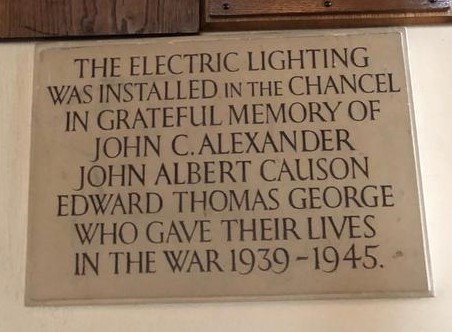 THE ELECTRIC LIGHTING
WAS INSTALLED IN THE CHANCEL
IN GRATEFUL MEMORY OF
JOHN C. ALEXANDER
JOHN ALBERT CAUSON
EDWARD THOMAS GEORGE
WHO GAVE THEIR LIVES
IN THE WAR 1939-1945.